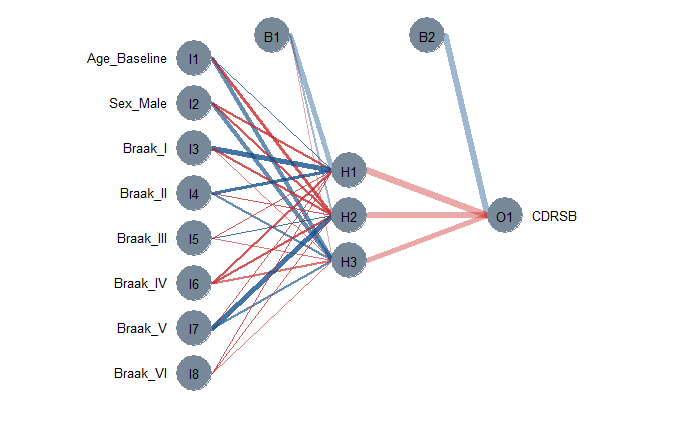 B1
B2
Age_Baseline I1
Sex_Male I2
Braak_I I3
H1
Braak_II I4
H2
O1 CDRSB
Braak_III I5
H3
Braak_IV I6
Braak_V I7
Braak_VI I8